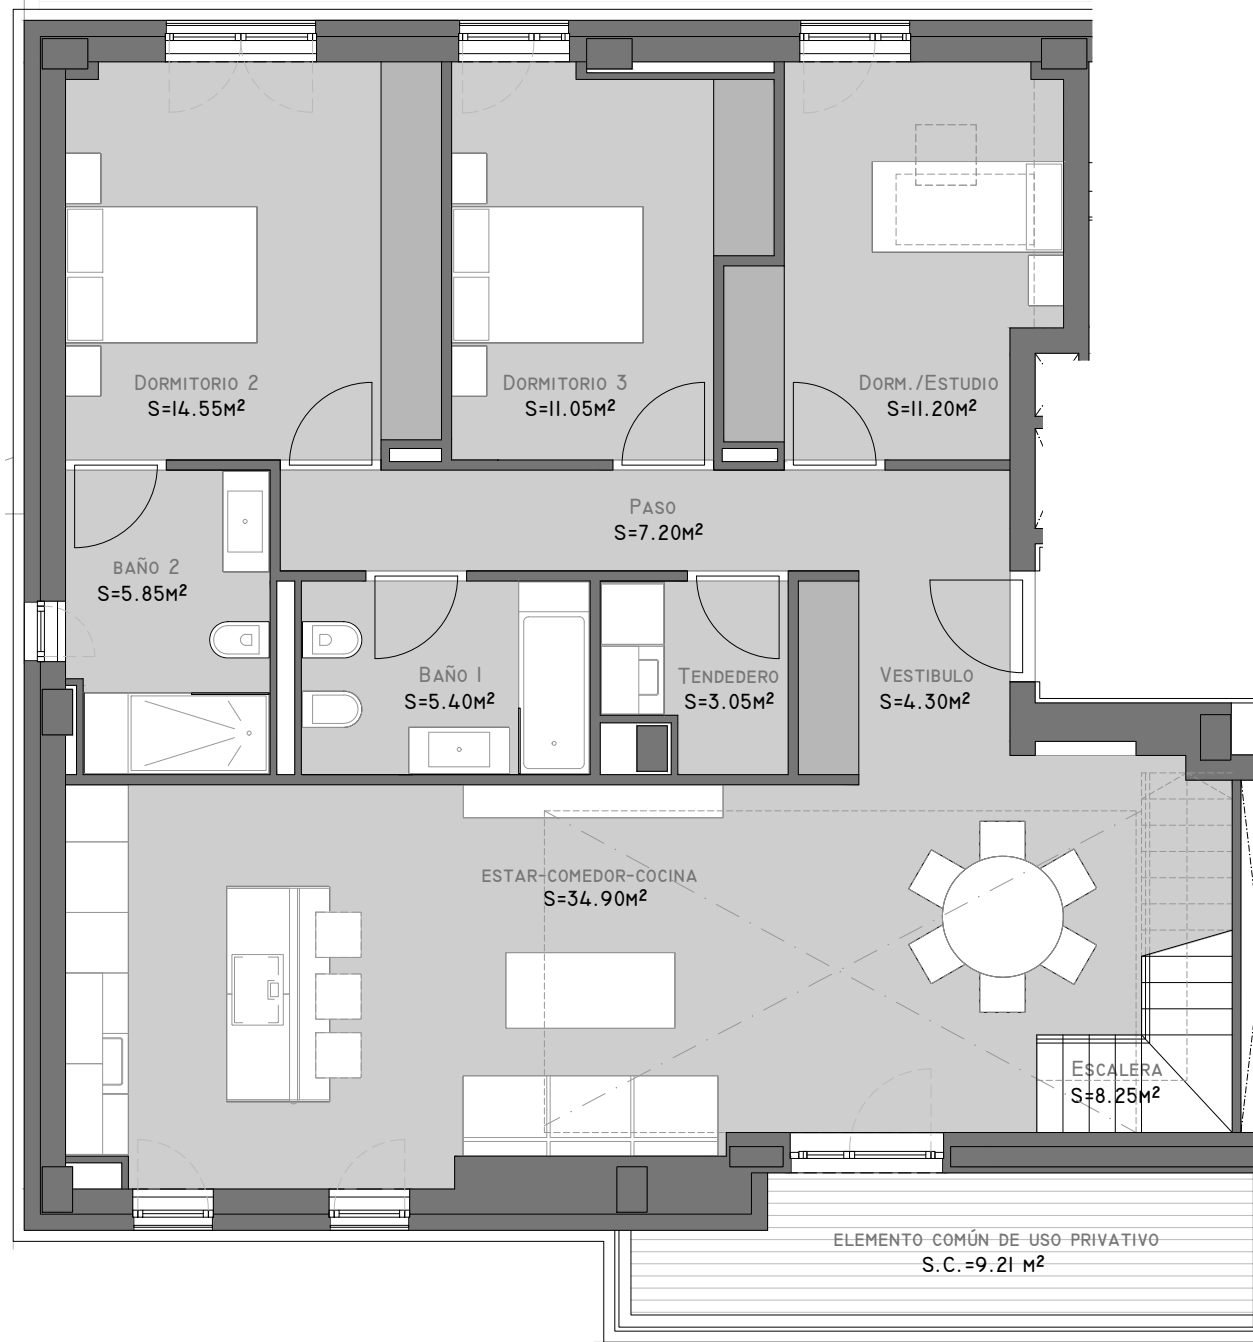 Dormitorio 2
S=14.55m²
Dormitorio 3
S=11.05m²
Dorm./Estudio
S=11.20m²
Paso
S=7.20m²
baño 2
S=5.85m²
Baño 1
S=5.40m²
Tendedero
S=3.05m²
Vestibulo
S=4.30m²
estar-comedor-cocina
S=34.90m²
Escalera
S=8.25m²
elemento común de uso privativo
S.C.=9.21 m²